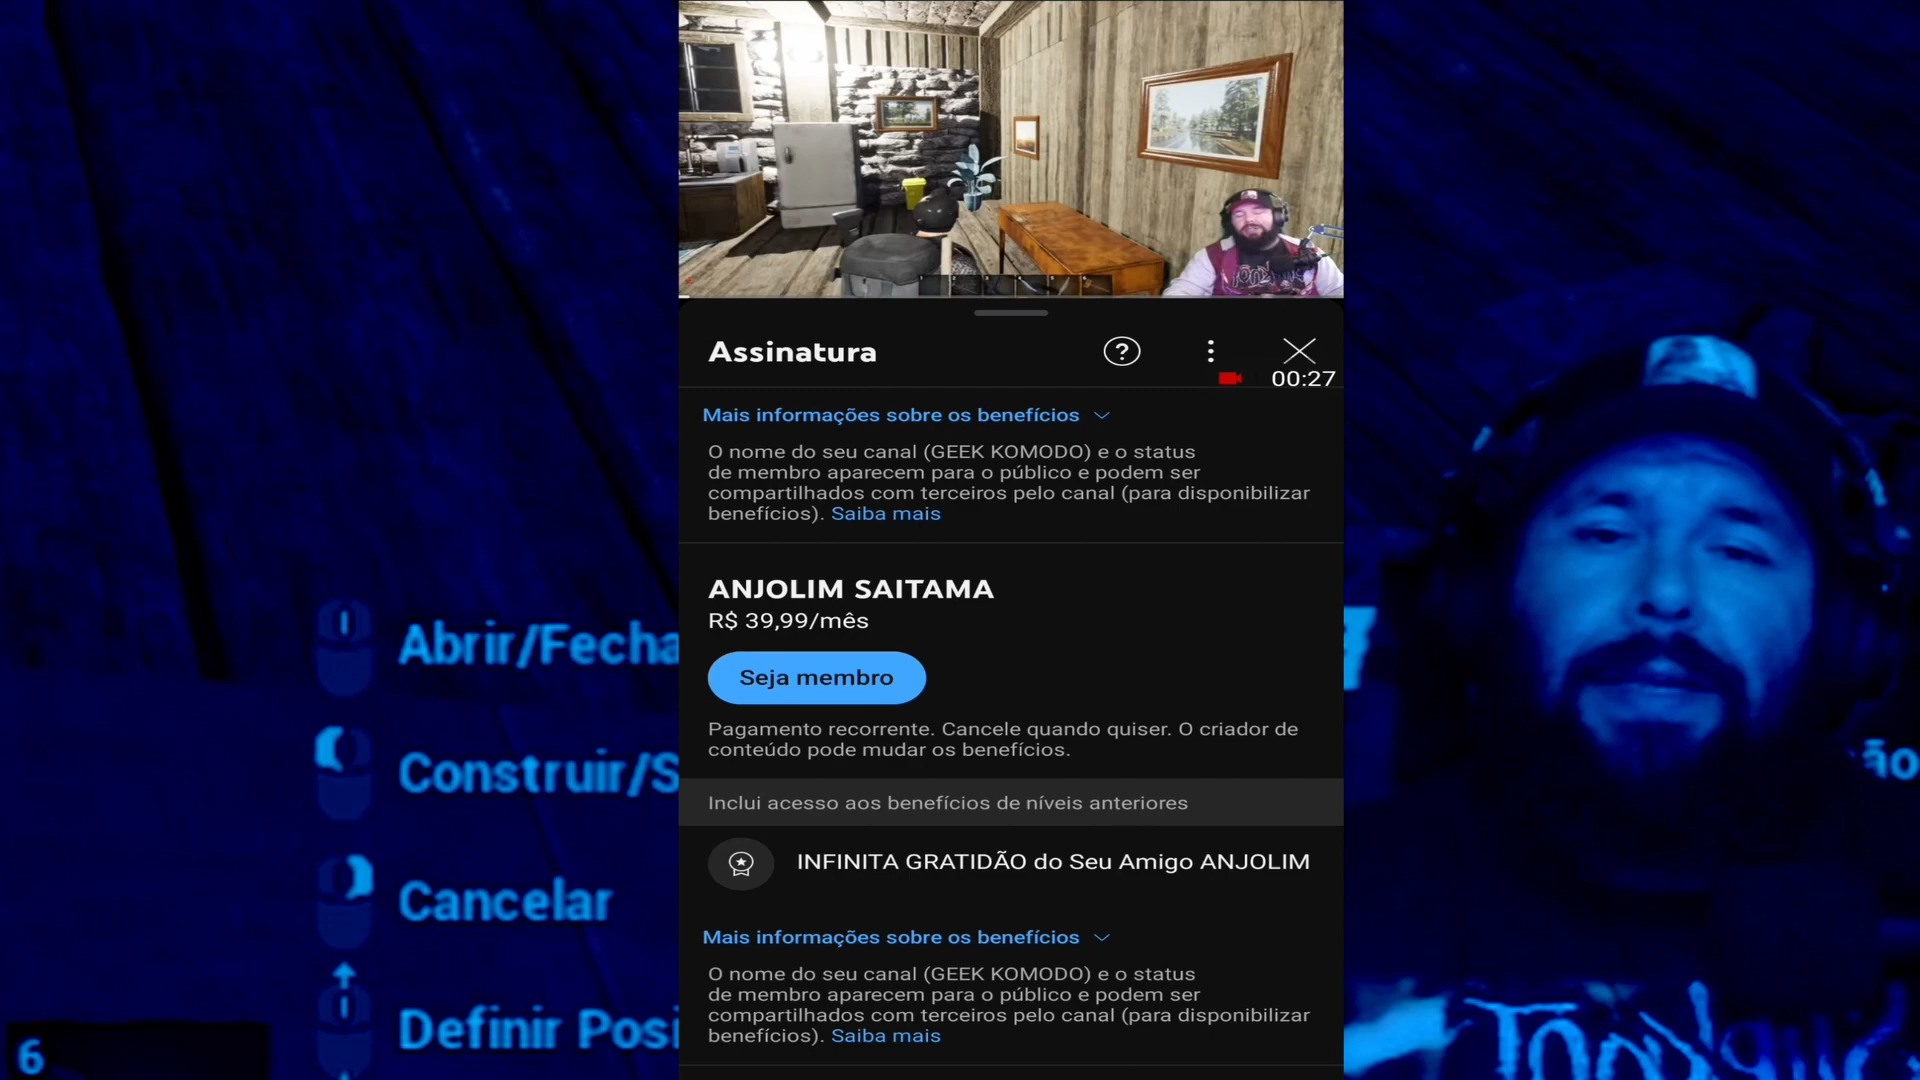 Assinatura
00:27
Mais informações sobre os benefícios
O nome do seu canal (GEEK KOMODO) e o status
de membro aparecem para o público e podem ser
compartilhados com terceiros pelo canal (para disponibilizar
benefícios). Saiba mais
ANJOLIM SAITAMA
R$ 39,99/mês
Seja membro
Pagamento recorrente. Cancele quando quiser. O criador de
conteúdo pode mudar os benefícios.
Inclui acesso aos benefícios de níveis anteriores
INFINITA GRATIDÃO do Seu Amigo ANJOLIM
Mais informações sobre os benefícios
O nome do seu canal (GEEK KOMODO) e o status
de membro aparecem para o público e podem ser
compartilhados com terceiros pelo canal (para disponibilizar
benefícios). Saiba mais
Abrir/Fecha
Construir/S
Cancelar
Definir Posi
6
ão